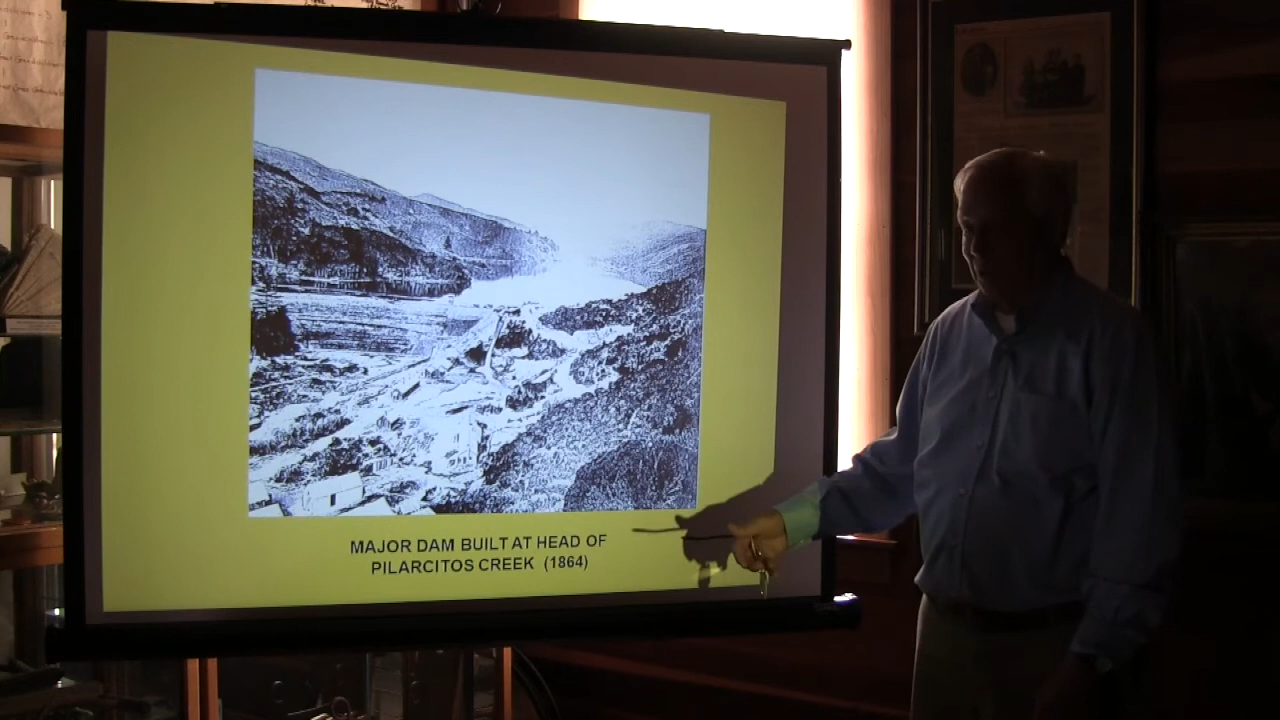 MAJOR DAM BUILT AT HEAD OF
PILARCITOS CREEK (1864)